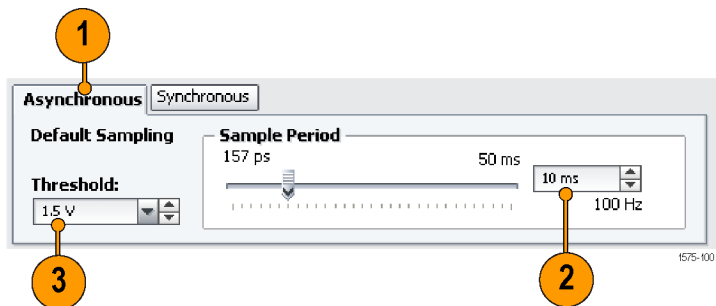 1
Asynchronous Synchronous
Default Sampling
Sample Period
157 ps
50 ms
10 ms
100 Hz
Threshold:
1.5 V
3
2
1575-100